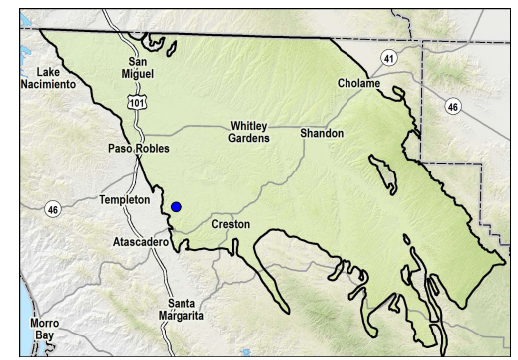 San
Miguel
41
Lake
Nacimiento
Cholame
101
46
Whitley
Gardens
Shandon
Paso Robles
Templeton
46
Creston
Atascadero
Santa
Margarita
Morro
Bay